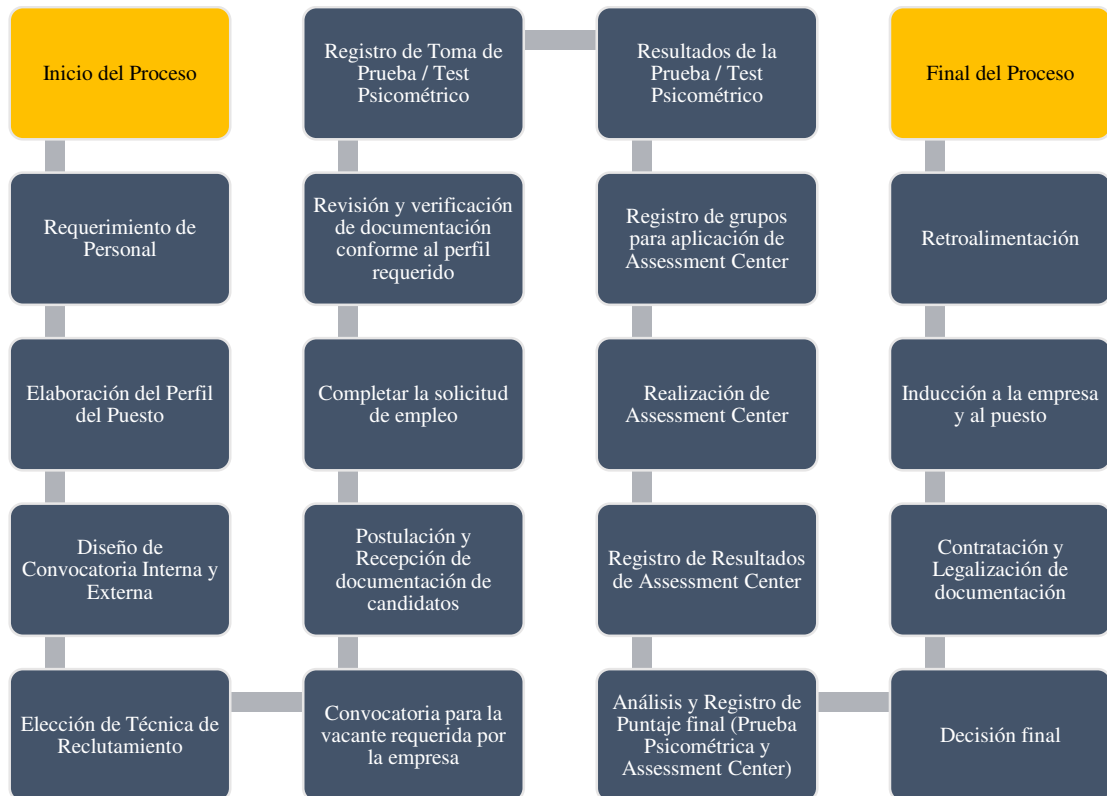 Inicio del Proceso
Requerimiento de
Personal
Elaboración del Perfil
del Puesto
Diseño de
Convocatoria Interna y
Externa
Elección de Técnica de
Reclutamiento
Convocatoria para la
vacante requerida por
la empresa
Postulación y
Recepción de
documentación de
candidatos
Completar la solicitud
de empleo
Revisión y verificación
de documentación
conforme al perfil
requerido
Registro de Toma de
Prueba / Test
Psicométrico
Resultados de la
Prueba / Test
Psicométrico
Registro de grupos
para aplicación de
Assessment Center
Realización de
Assessment Center
Registro de Resultados
de Assessment Center
Análisis y Registro de
Puntaje final (Prueba
Psicométrica y
Assessment Center)
Decisión final
Contratación y
Legalización de
documentación
Inducción a la empresa
y al puesto
Retroalimentación
Final del Proceso